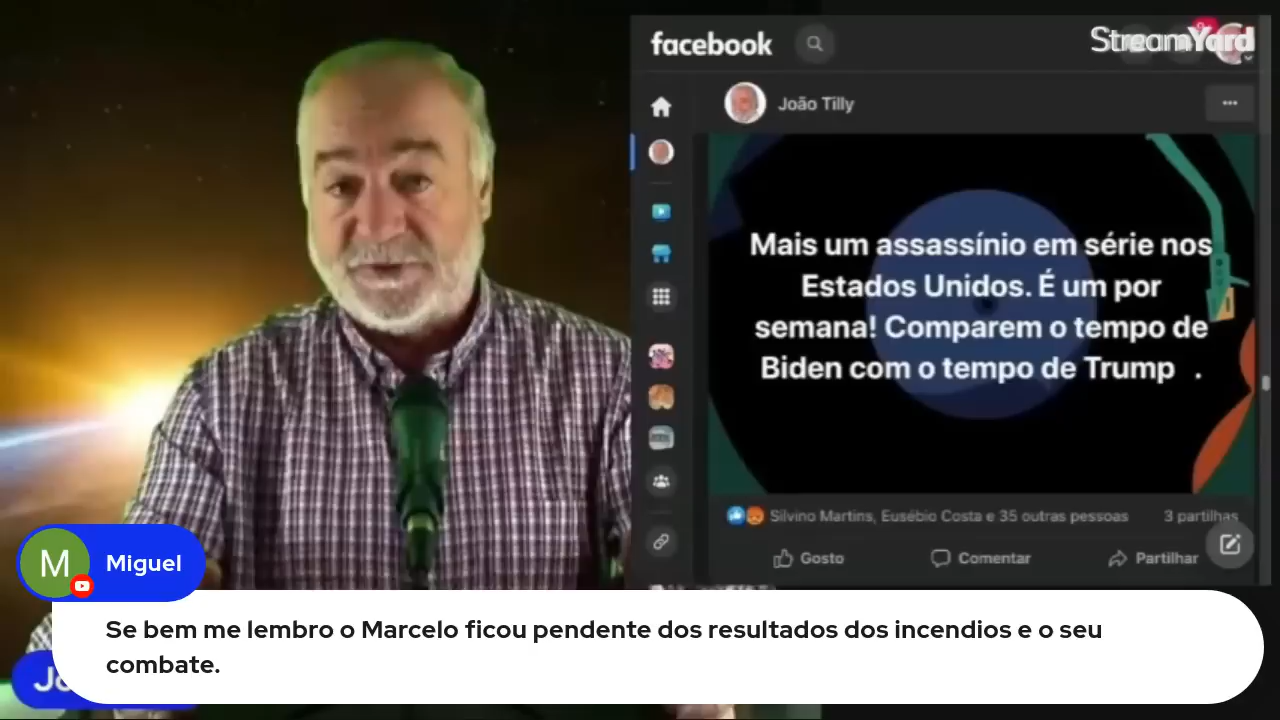 facebook
StreamYard
João Tilly
Mais um assassínio em série nos
Estados Unidos. É um por
semana! Comparem o tempo de
Biden com o tempo de Trump .
Silvino Martins, Eusébio Costa e 35 outras pessoas
3 partilhas
Gosto
Comentar
Partilhar
M
Miguel
Se bem me lembro o Marcelo ficou pendente dos resultados dos incendios e o seu
combate.